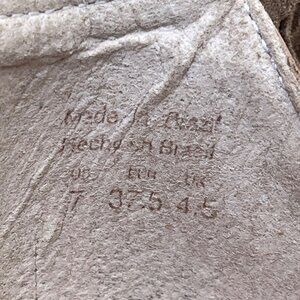 Made in Brazil
Hecho en Brasil
US EUR UK
7 37.5 4.5